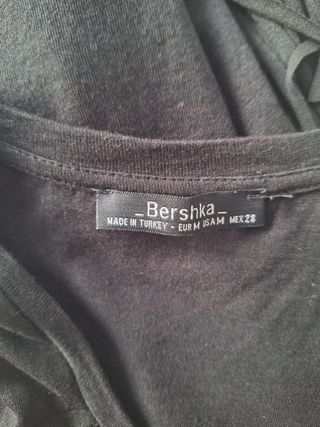 _Bershka_
MADE IN TURKEY - EUR M USA M MEX 28